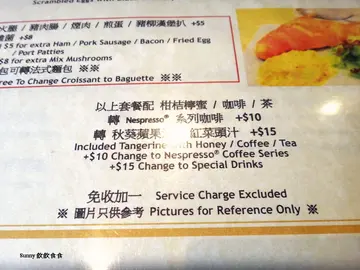 Scrambled Eggs with
火腿 / 豬肉腸 / 煙肉 / 煎蛋 / 豬柳漢堡扒 +$5
+$8
$5 for extra Ham / Pork Sausage / Bacon / Fried Egg
/ Port Patties
+$8 for extra Mix Mushrooms
包可轉法式麵包 ※※
Free To Change Croissant to Baguette ※※
以上套餐配 柑桔檸蜜 / 咖啡 / 茶
轉 Nespresso® 系列咖啡 +$10
轉 秋葵蘋果 紅菜頭汁 +$15
Included Tangerine with Honey / Coffee / Tea
+$10 Change to Nespresso® Coffee Series
+$15 Change to Special Drinks
免收加一 Service Charge Excluded
※ 圖片只供參考 Pictures for Reference Only ※
Sunny 飲飲食食